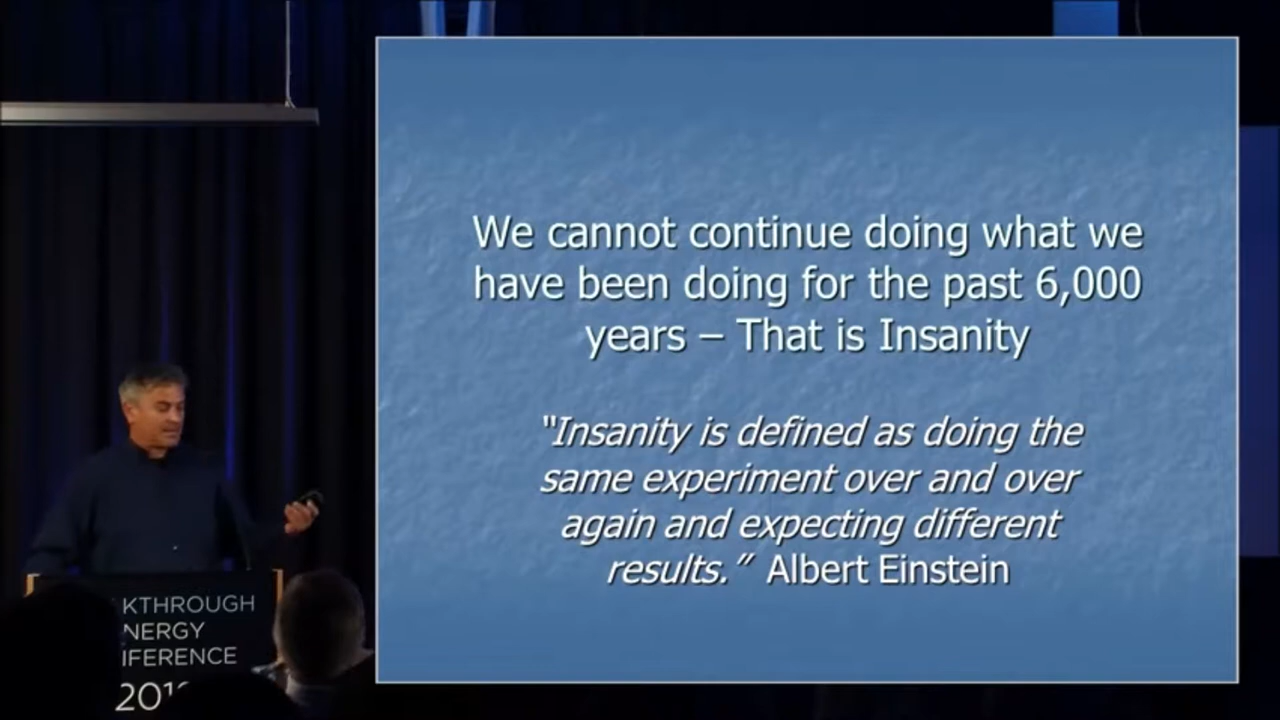 We cannot continue doing what we
have been doing for the past 6,000
years – That is Insanity
"Insanity is defined as doing the
same experiment over and over
again and expecting different
results." Albert Einstein
KTHROUGH
NERGY
IFERENCE